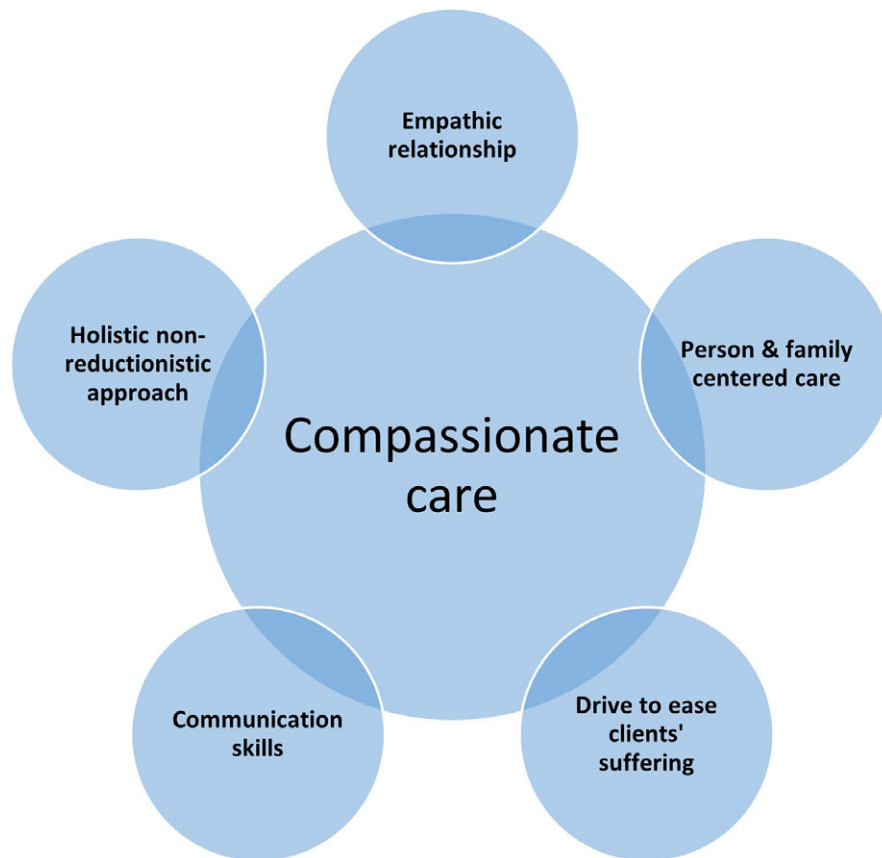 Empathic
relationship
Person & family
centered care
Drive to ease
clients'
suffering
Communication
skills
Holistic non-
reductionistic
approach
Compassionate
care